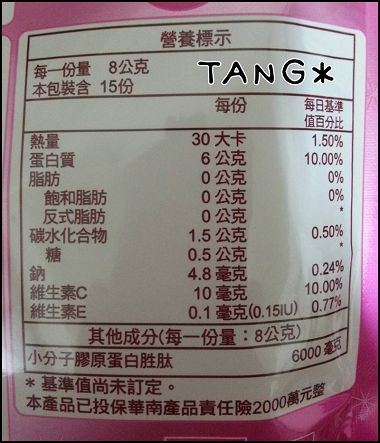 營養標示
每一份量 8公克
本包裝含 15份
TANG*
每份 每日基準值百分比
熱量 30 大卡 1.50%
蛋白質 6 公克 10.00%
脂肪 0 公克 0%
飽和脂肪 0 公克 0%
反式脂肪 0 公克 *
碳水化合物 1.5 公克 0.50%
糖 0.5 公克 *
鈉 4.8 毫克 0.24%
維生素C 10 毫克 10.00%
維生素E 0.1 毫克(0.15IU) 0.77%
其他成分(每一份量：8公克)
小分子膠原蛋白胜肽 6000 毫克
* 基準值尚未訂定。
本產品已投保華南產品責任險2000萬元整